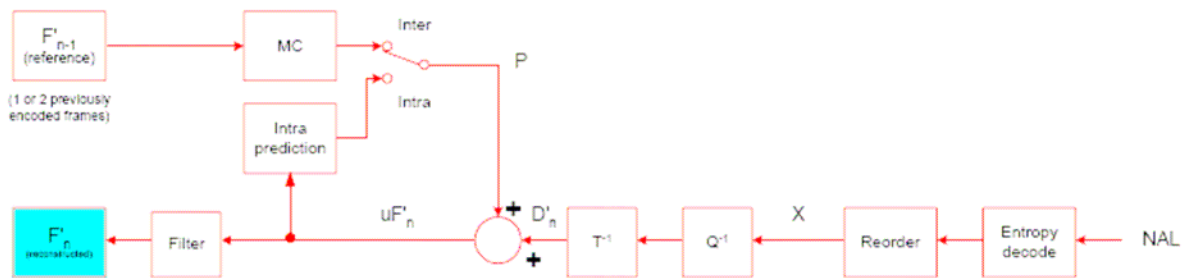 F'n-1
(reference)
(1 or 2 previously
encoded frames)
MC
Inter
P
Intra
Intra
prediction
F'n
(reconstructed)
Filter
uF'n
+
D'n
+
T-1
Q-1
X
Reorder
Entropy
decode
NAL